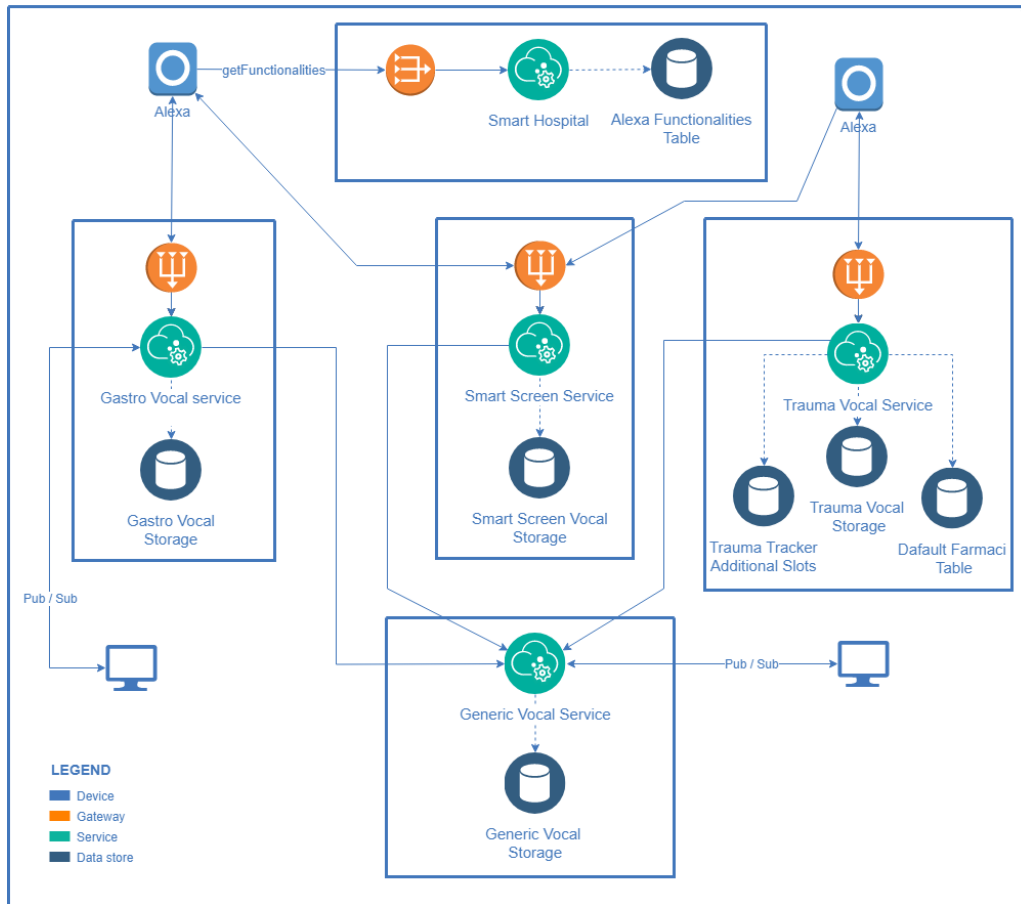 getFunctionalities
Alexa
Smart Hospital
Alexa Functionalities
Table
Alexa
Gastro Vocal service
Gastro Vocal
Storage
Smart Screen Service
Smart Screen Vocal
Storage
Trauma Vocal Service
Trauma Vocal
Storage
Trauma Tracker
Additional Slots
Dafault Farmaci
Table
Pub / Sub
Pub / Sub
Generic Vocal Service
Generic Vocal
Storage
LEGEND
Device
Gateway
Service
Data store